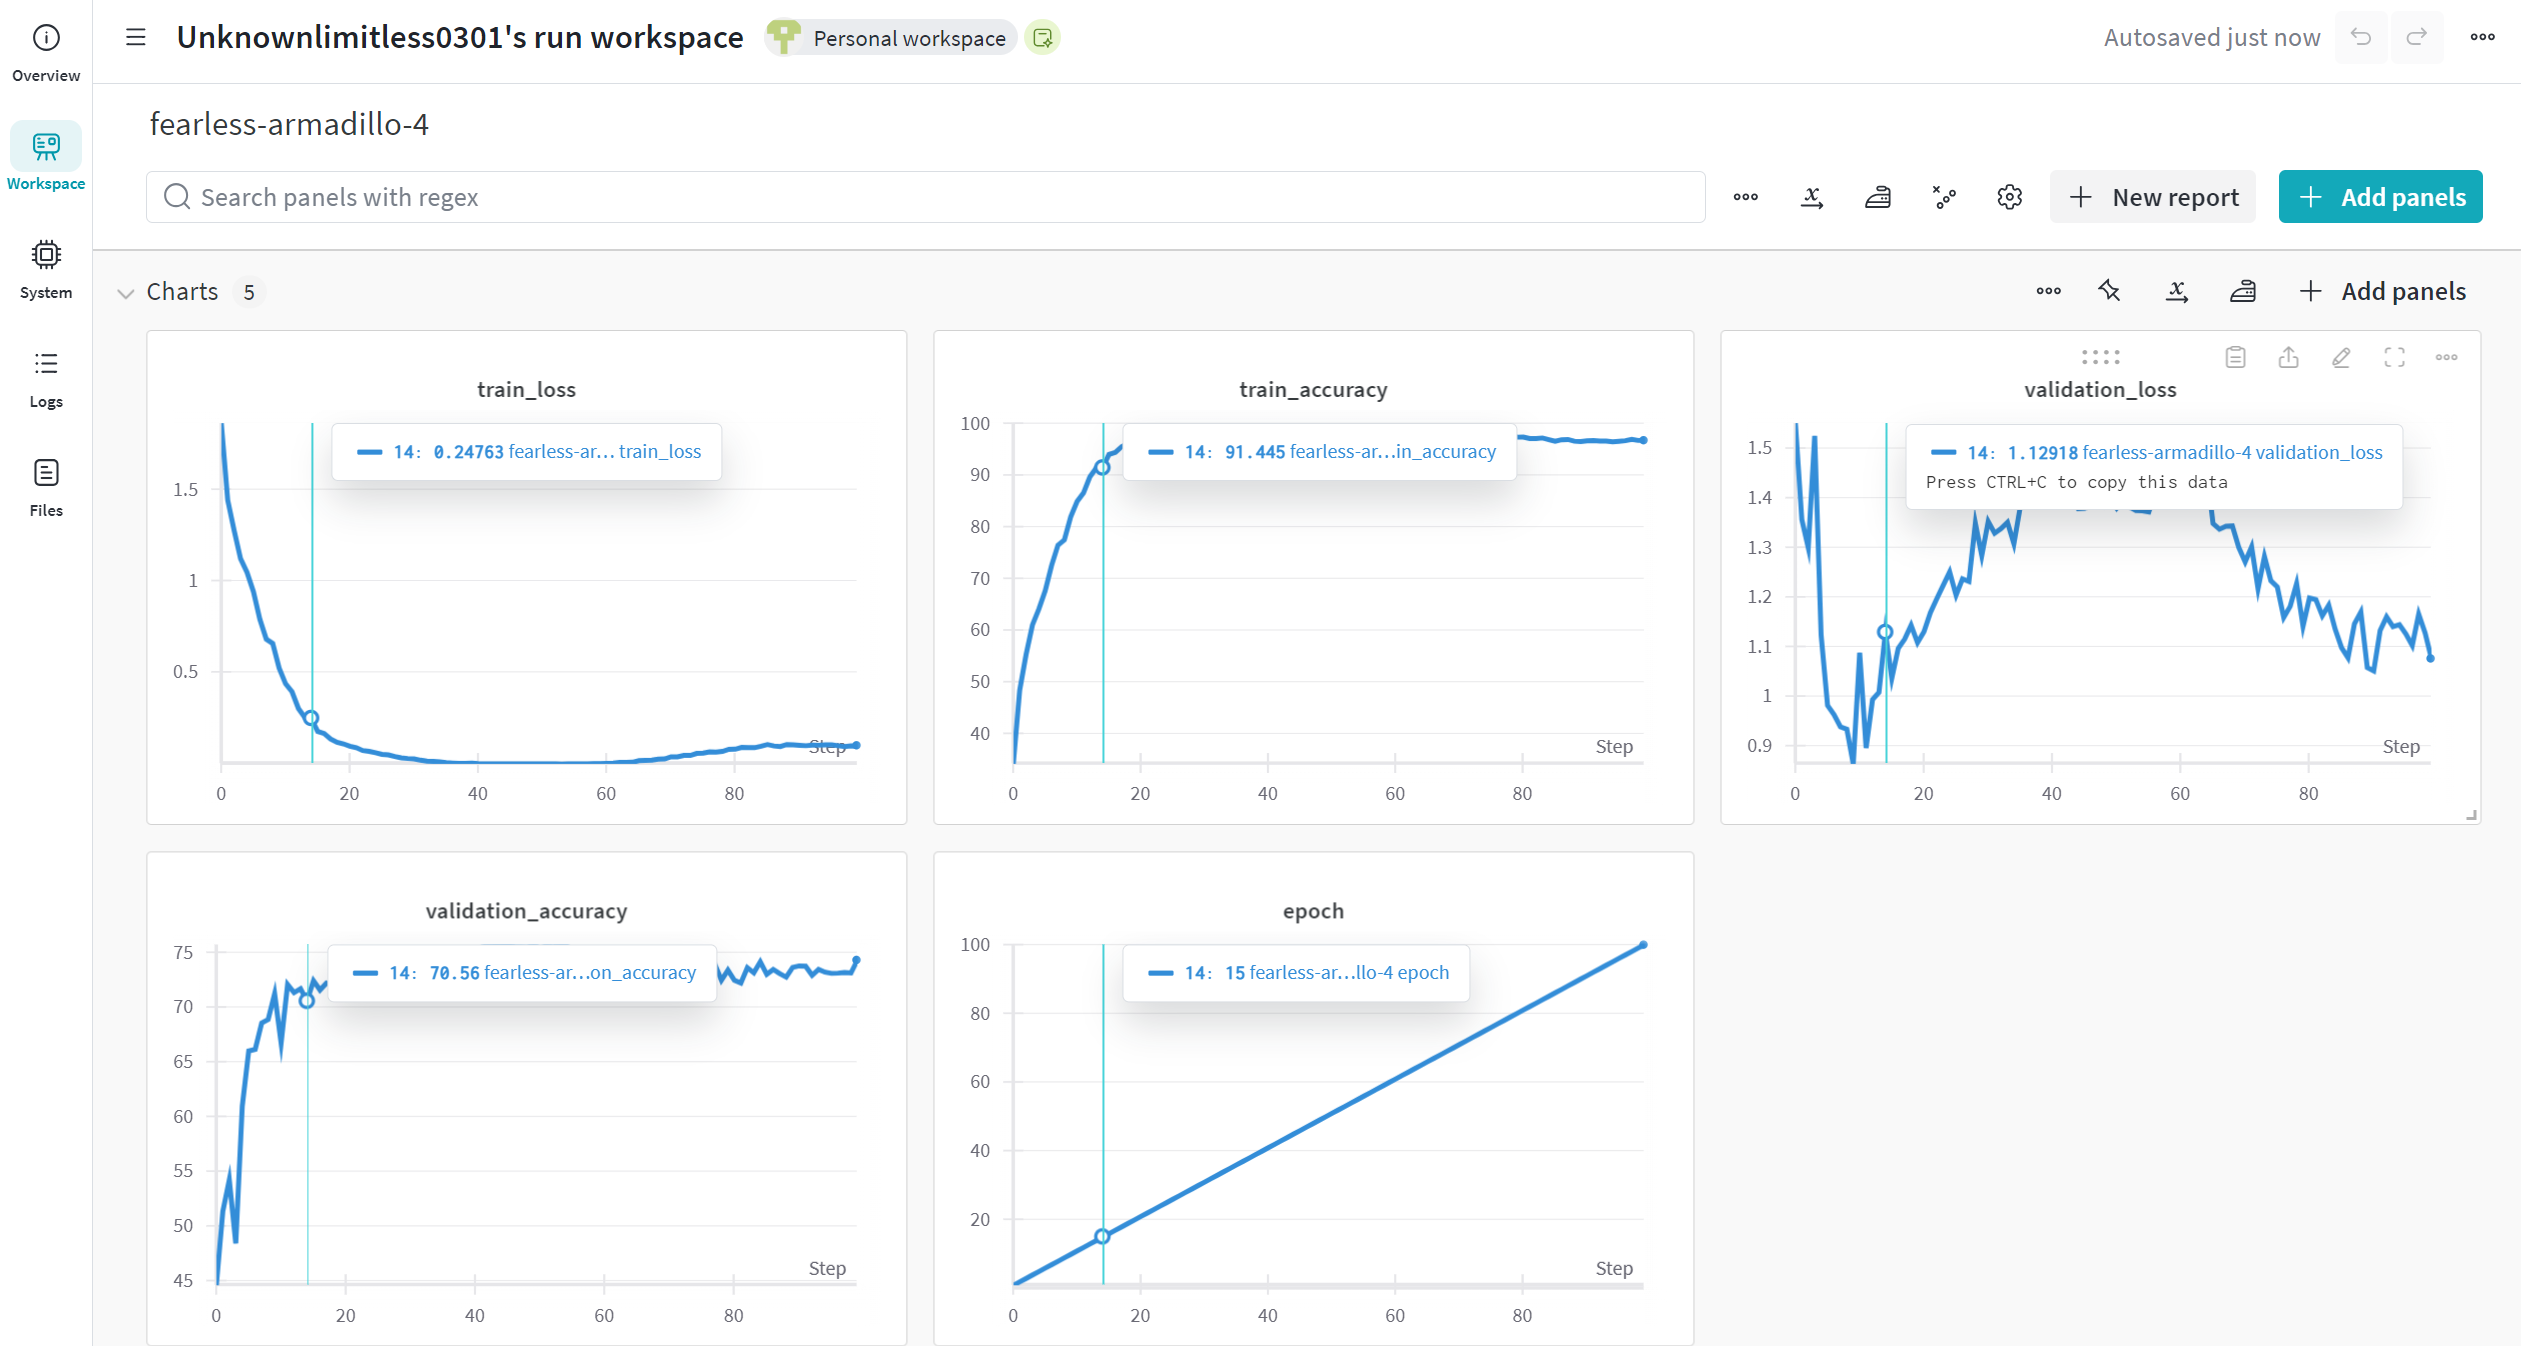 Overview
Workspace
System
Logs
Files
Unknownlimitless0301's run workspace
Personal workspace
Autosaved just now
fearless-armadillo-4
Search panels with regex
New report
Add panels
Charts 5
Add panels
train_loss
14: 0.24763 fearless-ar... train_loss
1.5
1
0.5
Step
0 20 40 60 80
train_accuracy
14: 91.445 fearless-ar...in_accuracy
100
90
80
70
60
50
40
Step
0 20 40 60 80
validation_loss
14: 1.12918 fearless-armadillo-4 validation_loss
Press CTRL+C to copy this data
1.5
1.4
1.3
1.2
1.1
1
0.9
Step
0 20 40 60 80
validation_accuracy
14: 70.56 fearless-ar...on_accuracy
75
70
65
60
55
50
45
Step
0 20 40 60 80
epoch
14: 15 fearless-ar...llo-4 epoch
100
80
60
40
20
Step
0 20 40 60 80